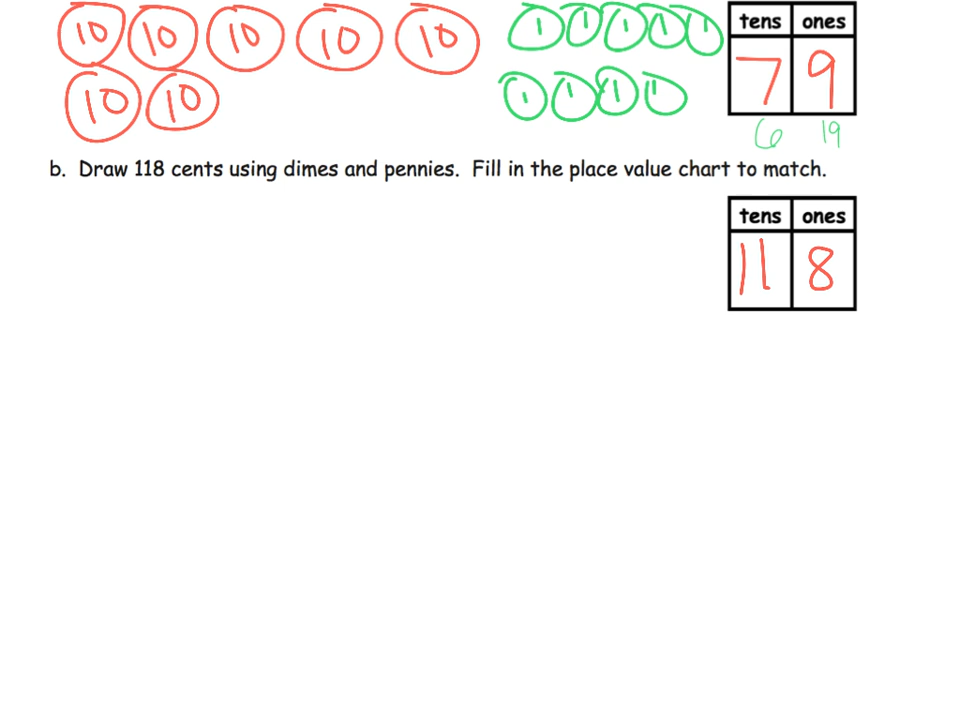 10 10 10 10 10 1 1 1 1 1 tens ones
10 10 1 1 1 1 7 9
6 19
b. Draw 118 cents using dimes and pennies. Fill in the place value chart to match.
tens ones
11 8